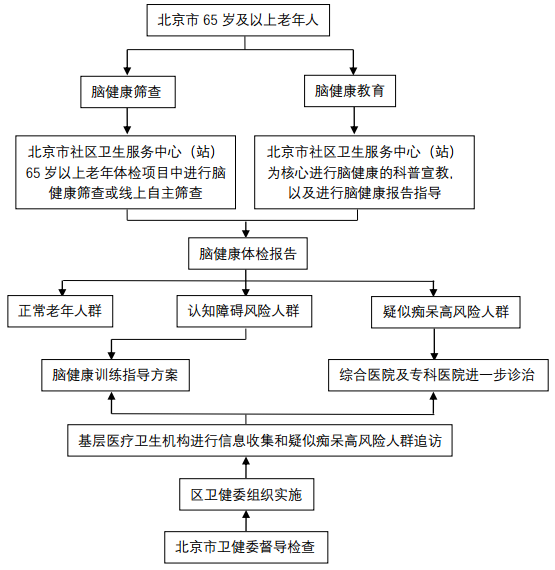 北京市 65 岁及以上老年人
脑健康筛查
脑健康教育
北京市社区卫生服务中心（站）
65 岁以上老年体检项目中进行脑
健康筛查或线上自主筛查
北京市社区卫生服务中心（站）
为核心进行脑健康的科普宣教，
以及进行脑健康报告指导
脑健康体检报告
正常老年人群
认知障碍风险人群
疑似痴呆高风险人群
脑健康训练指导方案
综合医院及专科医院进一步诊治
基层医疗卫生机构进行信息收集和疑似痴呆高风险人群追访
区卫健委组织实施
北京市卫健委督导检查